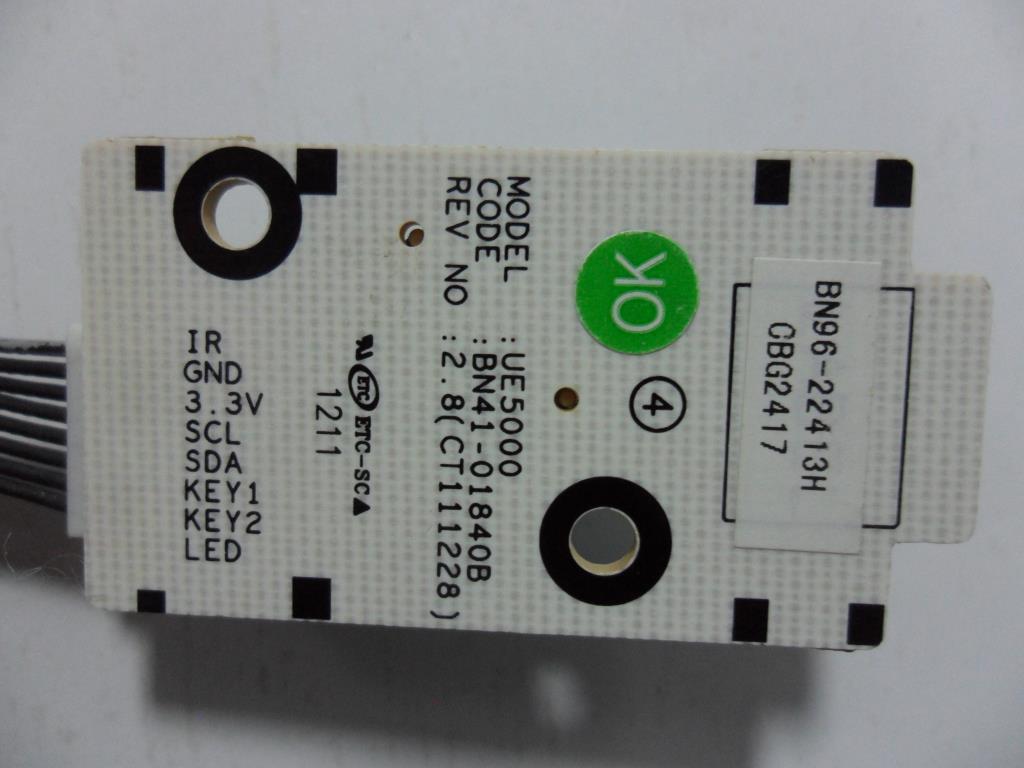 MODEL : UE5000
CODE : BN41-01840B
REV NO : 2.8(CT111228)
OK
4
BN96-22413H
CBG2417
ETC ETC-SC
1211
IR
GND
3.3V
SCL
SDA
KEY1
KEY2
LED